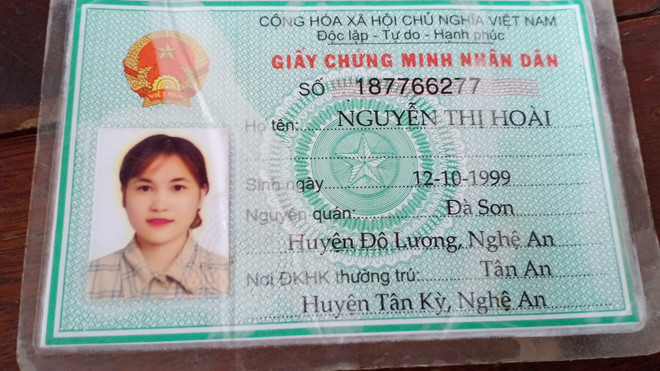 CỘNG HÒA XÃ HỘI CHỦ NGHĨA VIỆT NAM
Độc lập - Tự do - Hạnh phúc
GIẤY CHỨNG MINH NHÂN DÂN
SỐ 187766277
Họ tên: NGUYỄN THỊ HOÀI
Sinh ngày 12-10-1999
Nguyên quán: Đà Sơn
Huyện Đô Lương, Nghệ An
Nơi ĐKHK thường trú: Tân An
Huyện Tân Kỳ, Nghệ An